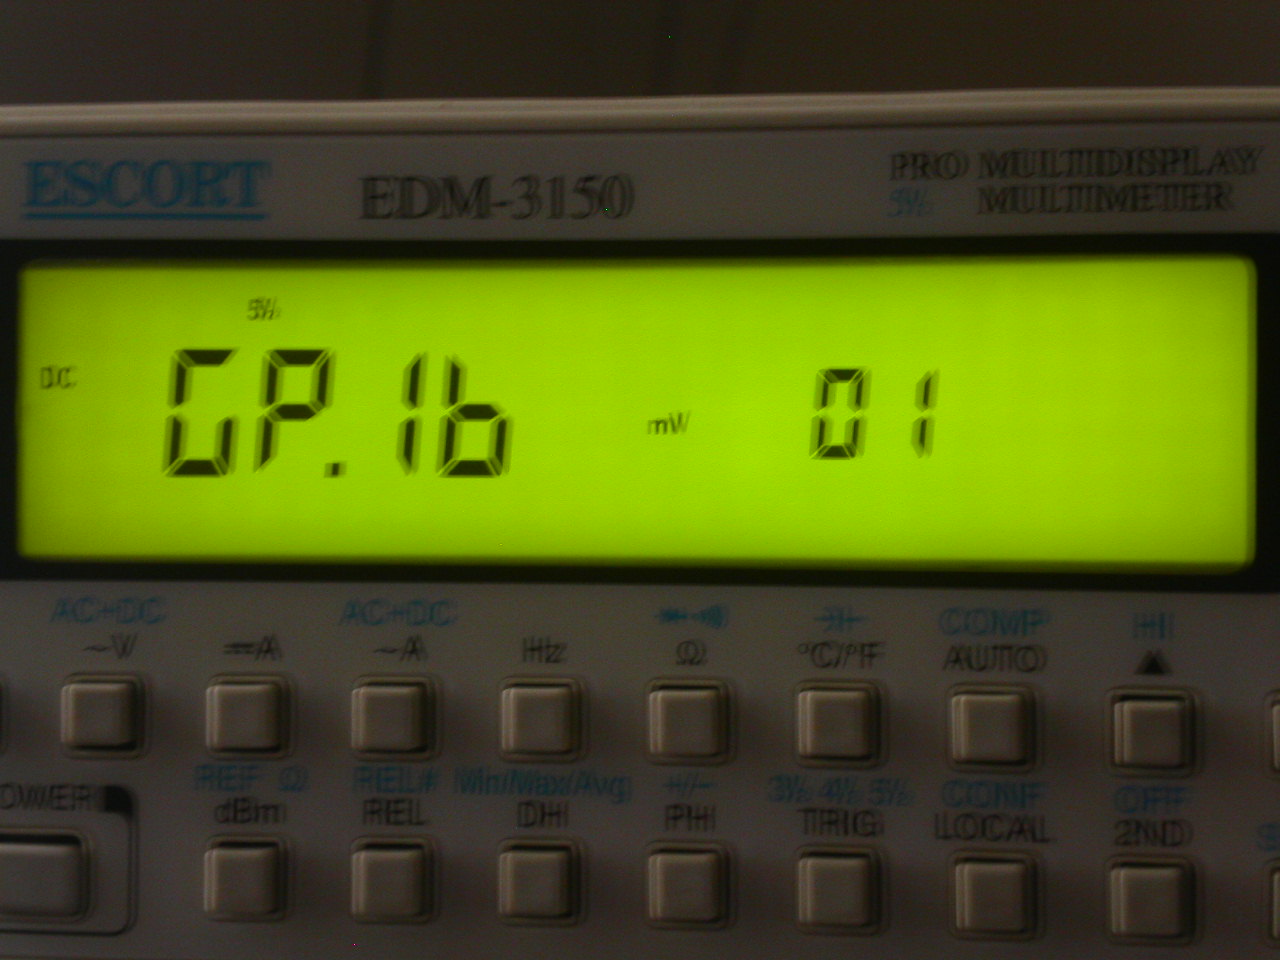 ESCORT EDM-3150 PRO MULTIDISPLAY
5½ MULTIMETER
5½
DC GP.1b mW 01
AC+DC AC+DC COMP HI
~V ⎓A ~A Hz Ω °C/°F AUTO ▲
REF Ω REL# Min/Max/Avg +/- 3½ 4½ 5½ CONF OFF
POWER dBm REL DH PH TRIG LOCAL 2ND